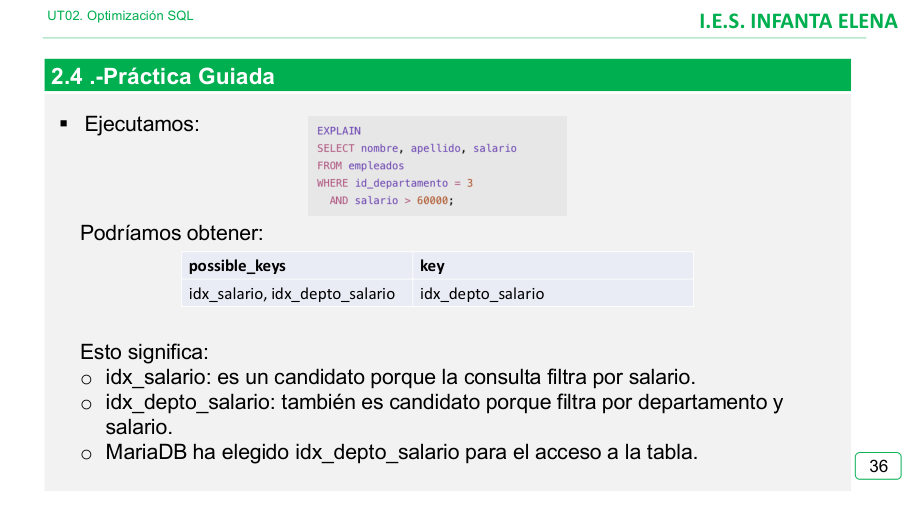 UT02. Optimización SQL
I.E.S. INFANTA ELENA
2.4 .-Práctica Guiada
▪ Ejecutamos:
EXPLAIN
SELECT nombre, apellido, salario
FROM empleados
WHERE id_departamento = 3
AND salario > 60000;
Podríamos obtener:
possible_keys key
idx_salario, idx_depto_salario idx_depto_salario
Esto significa:
o idx_salario: es un candidato porque la consulta filtra por salario.
o idx_depto_salario: también es candidato porque filtra por departamento y
salario.
o MariaDB ha elegido idx_depto_salario para el acceso a la tabla.
36